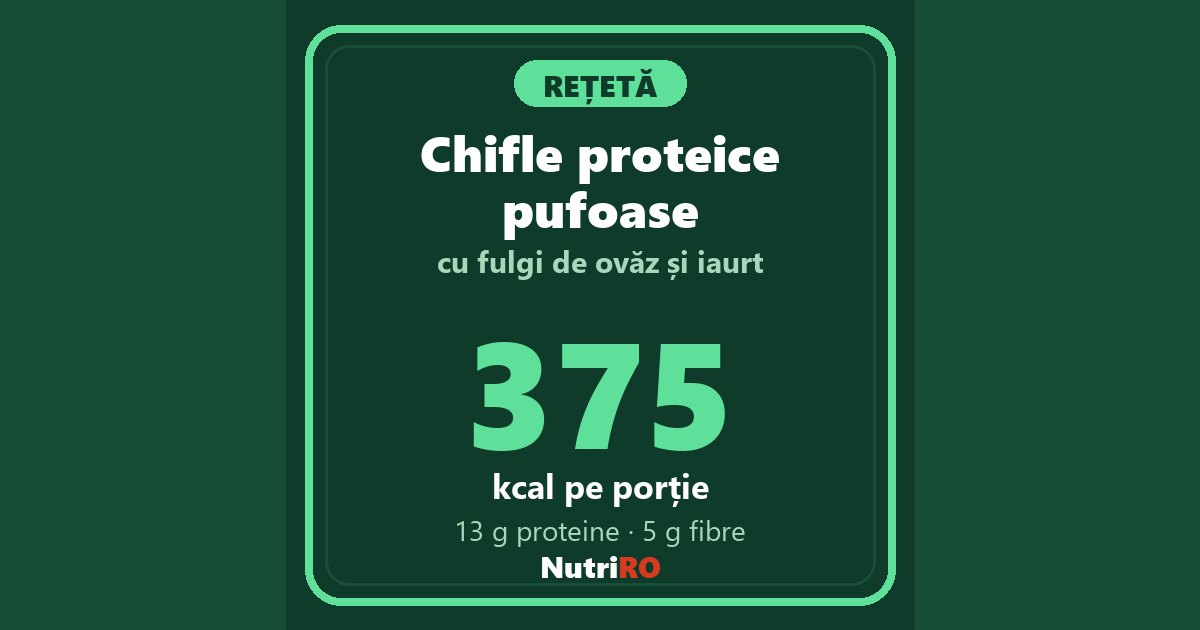 REȚETĂ
Chifle proteice
pufoase
cu fulgi de ovăz și iaurt
375
kcal pe porție
13 g proteine · 5 g fibre
NutriRO